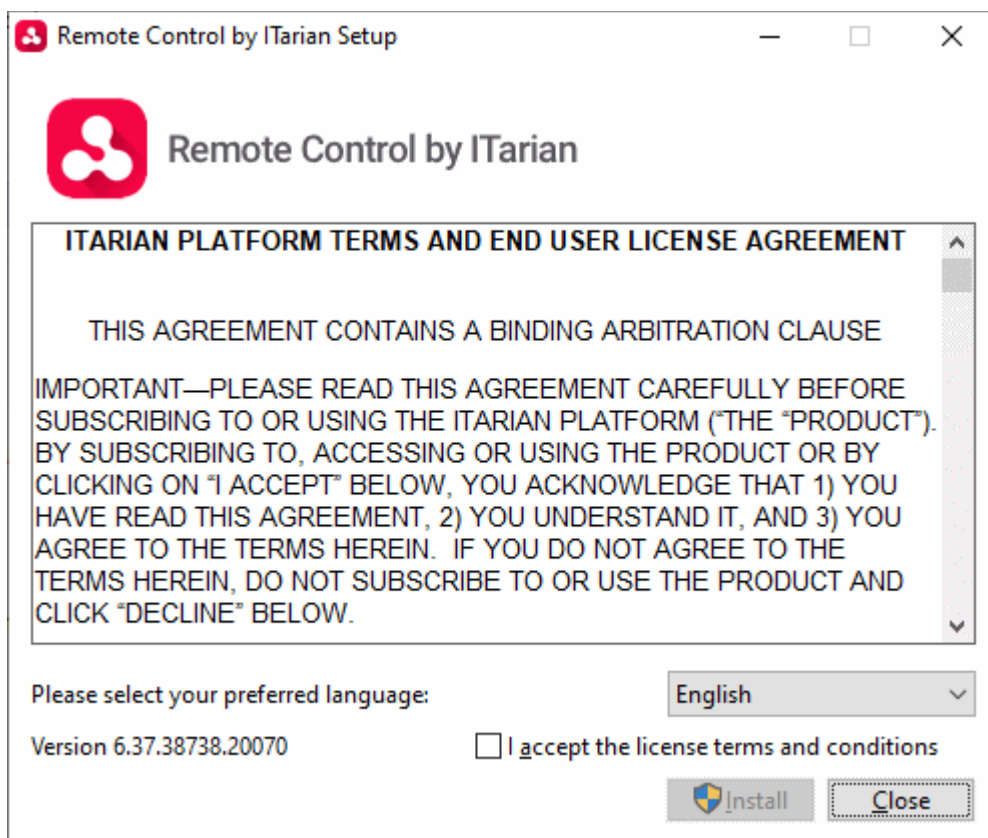 Remote Control by ITarian Setup
Remote Control by ITarian
ITARIAN PLATFORM TERMS AND END USER LICENSE AGREEMENT
THIS AGREEMENT CONTAINS A BINDING ARBITRATION CLAUSE
IMPORTANT—PLEASE READ THIS AGREEMENT CAREFULLY BEFORE
SUBSCRIBING TO OR USING THE ITARIAN PLATFORM (“THE “PRODUCT”).
BY SUBSCRIBING TO, ACCESSING OR USING THE PRODUCT OR BY
CLICKING ON “I ACCEPT” BELOW, YOU ACKNOWLEDGE THAT 1) YOU
HAVE READ THIS AGREEMENT, 2) YOU UNDERSTAND IT, AND 3) YOU
AGREE TO THE TERMS HEREIN.  IF YOU DO NOT AGREE TO THE
TERMS HEREIN, DO NOT SUBSCRIBE TO OR USE THE PRODUCT AND
CLICK “DECLINE” BELOW.
Please select your preferred language:
English
Version 6.37.38738.20070
I accept the license terms and conditions
Install
Close